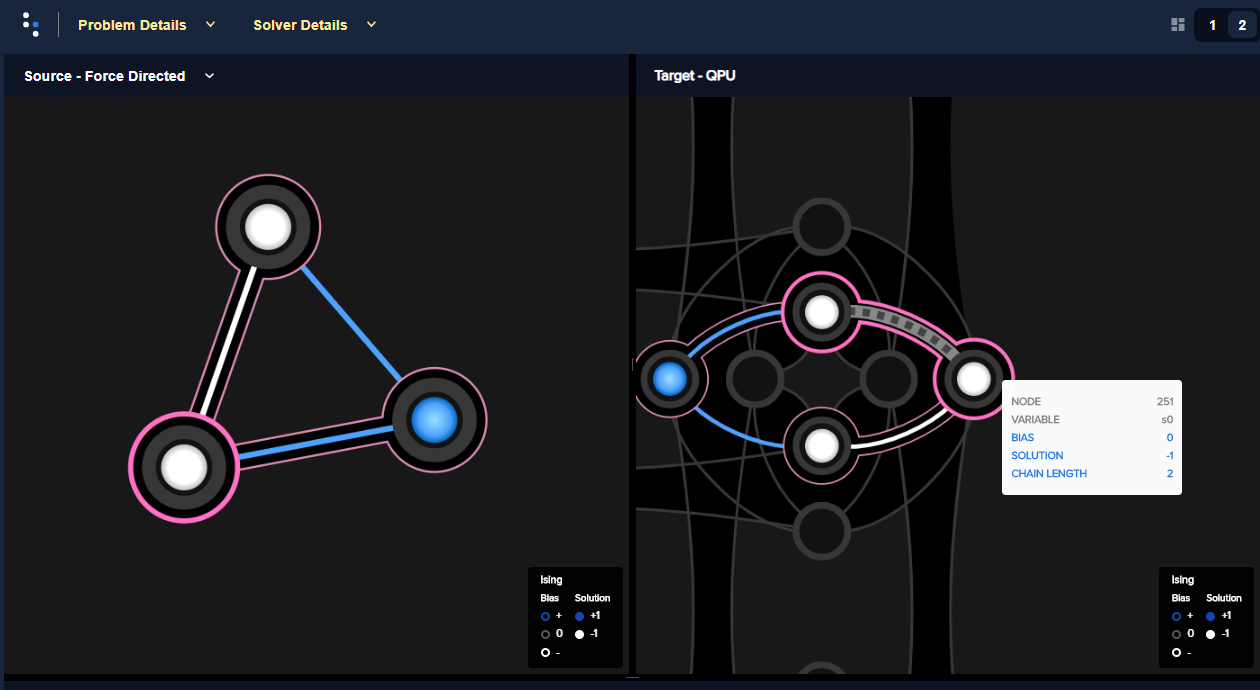 Problem Details Solver Details 1 2
Source - Force Directed
Target - QPU
NODE 251
VARIABLE s0
BIAS 0
SOLUTION -1
CHAIN LENGTH 2
Ising
Bias Solution
+ +1
0 -1
-
Ising
Bias Solution
+ +1
0 -1
-